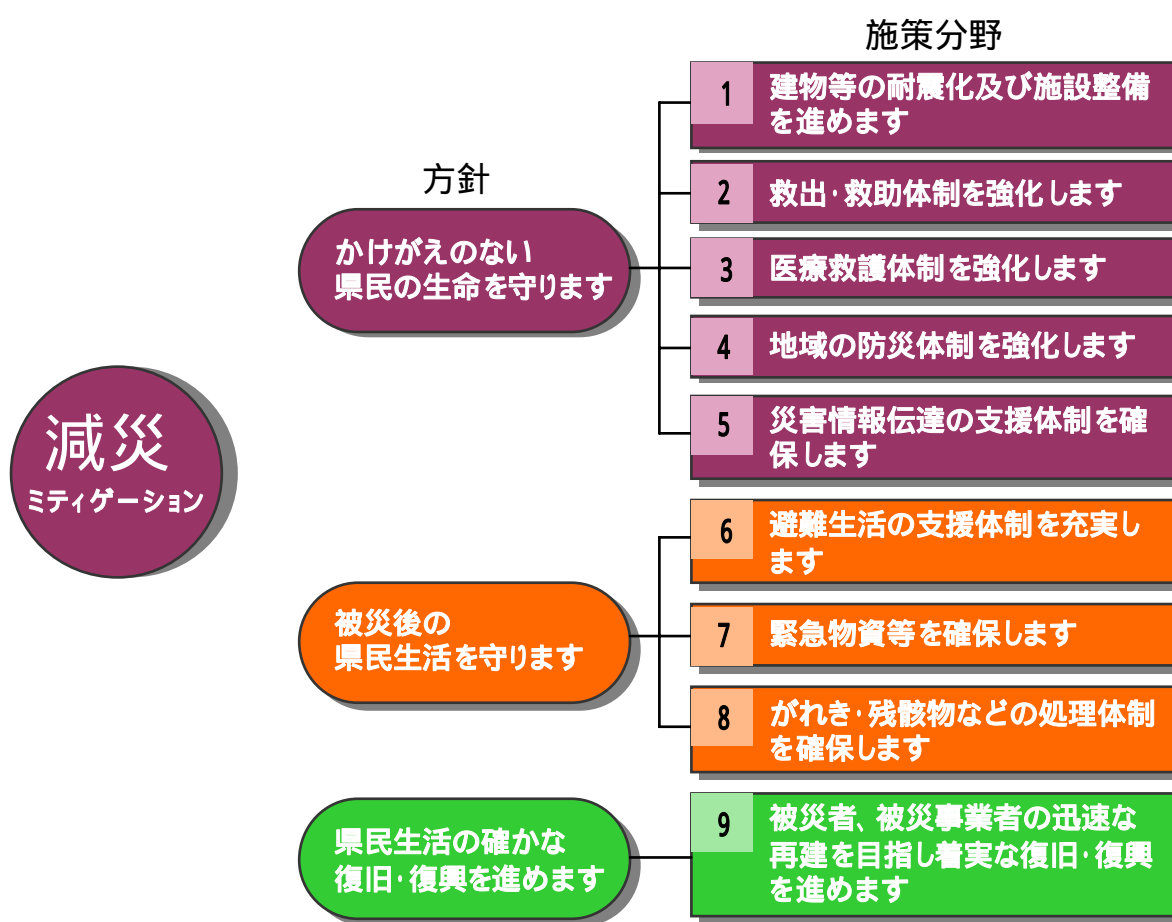 施策分野
方針
減災
ミティゲーション
かけがえのない
県民の生命を守ります
1
建物等の耐震化及び施設整備
を進めます
2
救出・救助体制を強化します
3
医療救護体制を強化します
4
地域の防災体制を強化します
5
災害情報伝達の支援体制を確
保します
被災後の
県民生活を守ります
6
避難生活の支援体制を充実し
ます
7
緊急物資等を確保します
8
がれき・残骸物などの処理体制
を確保します
県民生活の確かな
復旧・復興を進めます
9
被災者、被災事業者の迅速な
再建を目指し着実な復旧・復興
を進めます